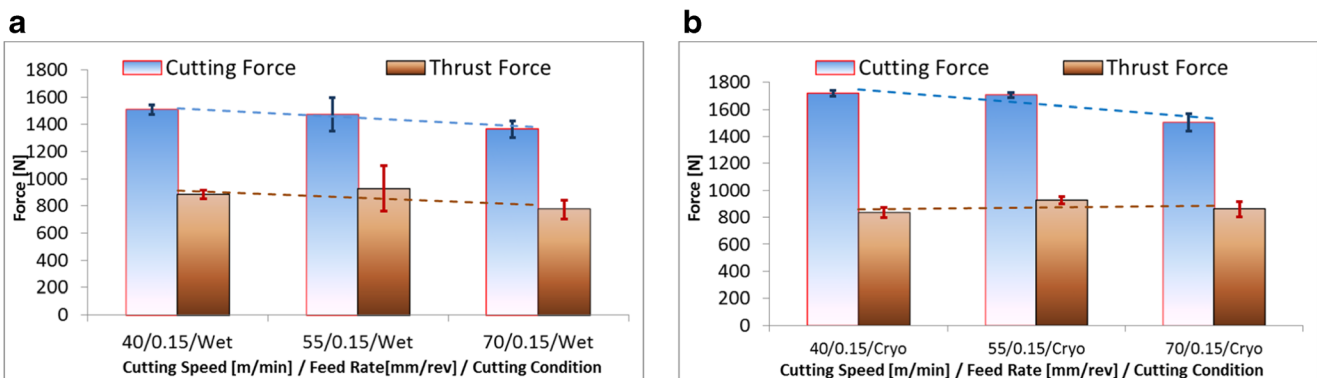 a
Cutting Force Thrust Force
1800
1600
1400
1200
1000
800
600
400
200
0
Force [N]
40/0.15/Wet 55/0.15/Wet 70/0.15/Wet
Cutting Speed [m/min] / Feed Rate[mm/rev] / Cutting Condition
b
Cutting Force Thrust Force
1800
1600
1400
1200
1000
800
600
400
200
0
Force [N]
40/0.15/Cryo 55/0.15/Cryo 70/0.15/Cryo
Cutting Speed [m/min] / Feed Rate [mm/rev] / Cutting Condition